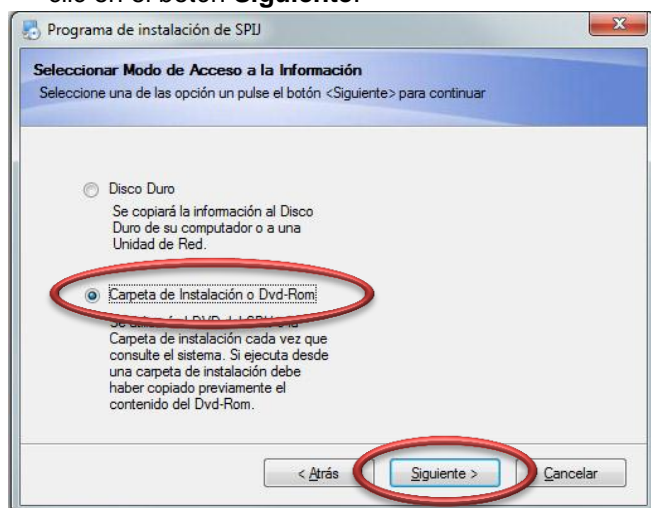 clic en el botón Siguiente.
Programa de instalación de SPIJ
Seleccionar Modo de Acceso a la Información
Seleccione una de las opción un pulse el botón <Siguiente> para continuar
Disco Duro
Se copiará la información al Disco
Duro de su computador o a una
Unidad de Red.
Carpeta de Instalación o Dvd-Rom
Carpeta de instalación cada vez que
consulte el sistema. Si ejecuta desde
una carpeta de instalación debe
haber copiado previamente el
contenido del Dvd-Rom.
< Atrás
Siguiente >
Cancelar